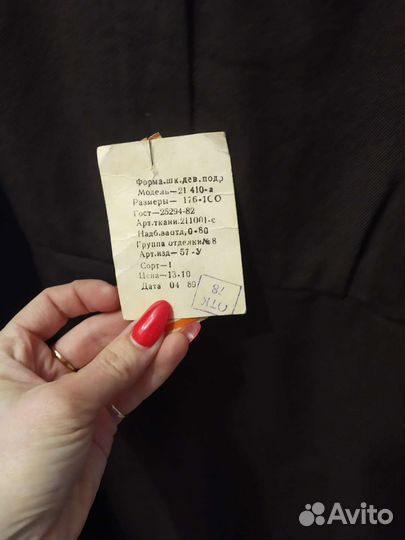 Форма.шк.дев.подр
Модель—21 410-а
Размеры— 176-100
Гост—25294-82
Арт.ткани.211001-с
Надб.заотд,0-80
Группа отделки№8
Арт.изд—57-У
Сорт—1
Цена—13-10
Дата 04 89
ОТК
18
Avito